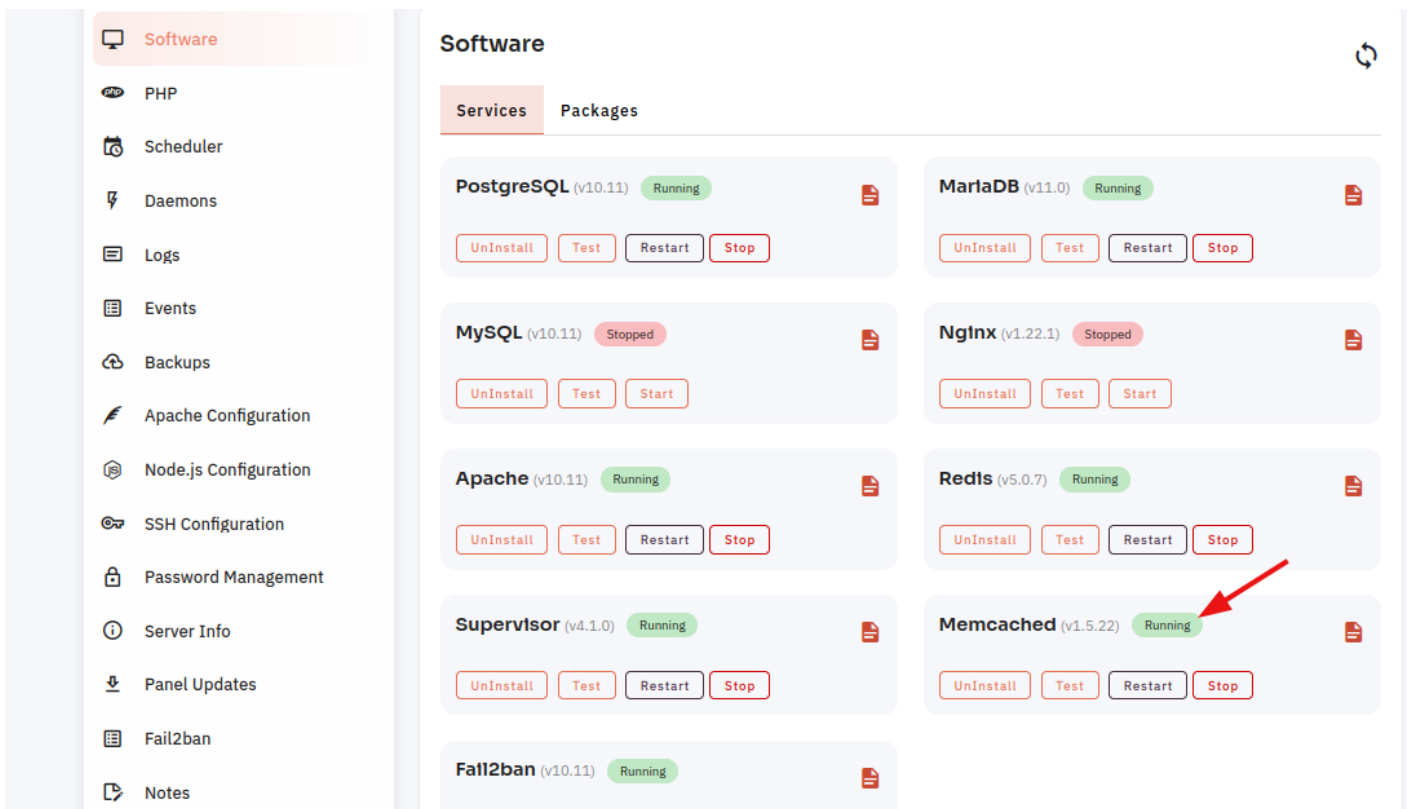 Software
PHP
Scheduler
Daemons
Logs
Events
Backups
Apache Configuration
Node.js Configuration
SSH Configuration
Password Management
Server Info
Panel Updates
Fail2ban
Notes
Software
Services Packages
PostgreSQL (v10.11) Running
UnInstall Test Restart Stop
MariaDB (v11.0) Running
UnInstall Test Restart Stop
MySQL (v10.11) Stopped
UnInstall Test Start
Nginx (v1.22.1) Stopped
UnInstall Test Start
Apache (v10.11) Running
UnInstall Test Restart Stop
Redis (v5.0.7) Running
UnInstall Test Restart Stop
Supervisor (v4.1.0) Running
UnInstall Test Restart Stop
Memcached (v1.5.22) Running
UnInstall Test Restart Stop
Fail2ban (v10.11) Running